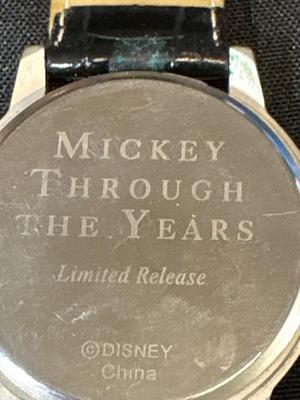 MICKEY
THROUGH
THE YEARS
Limited Release
©DISNEY
China